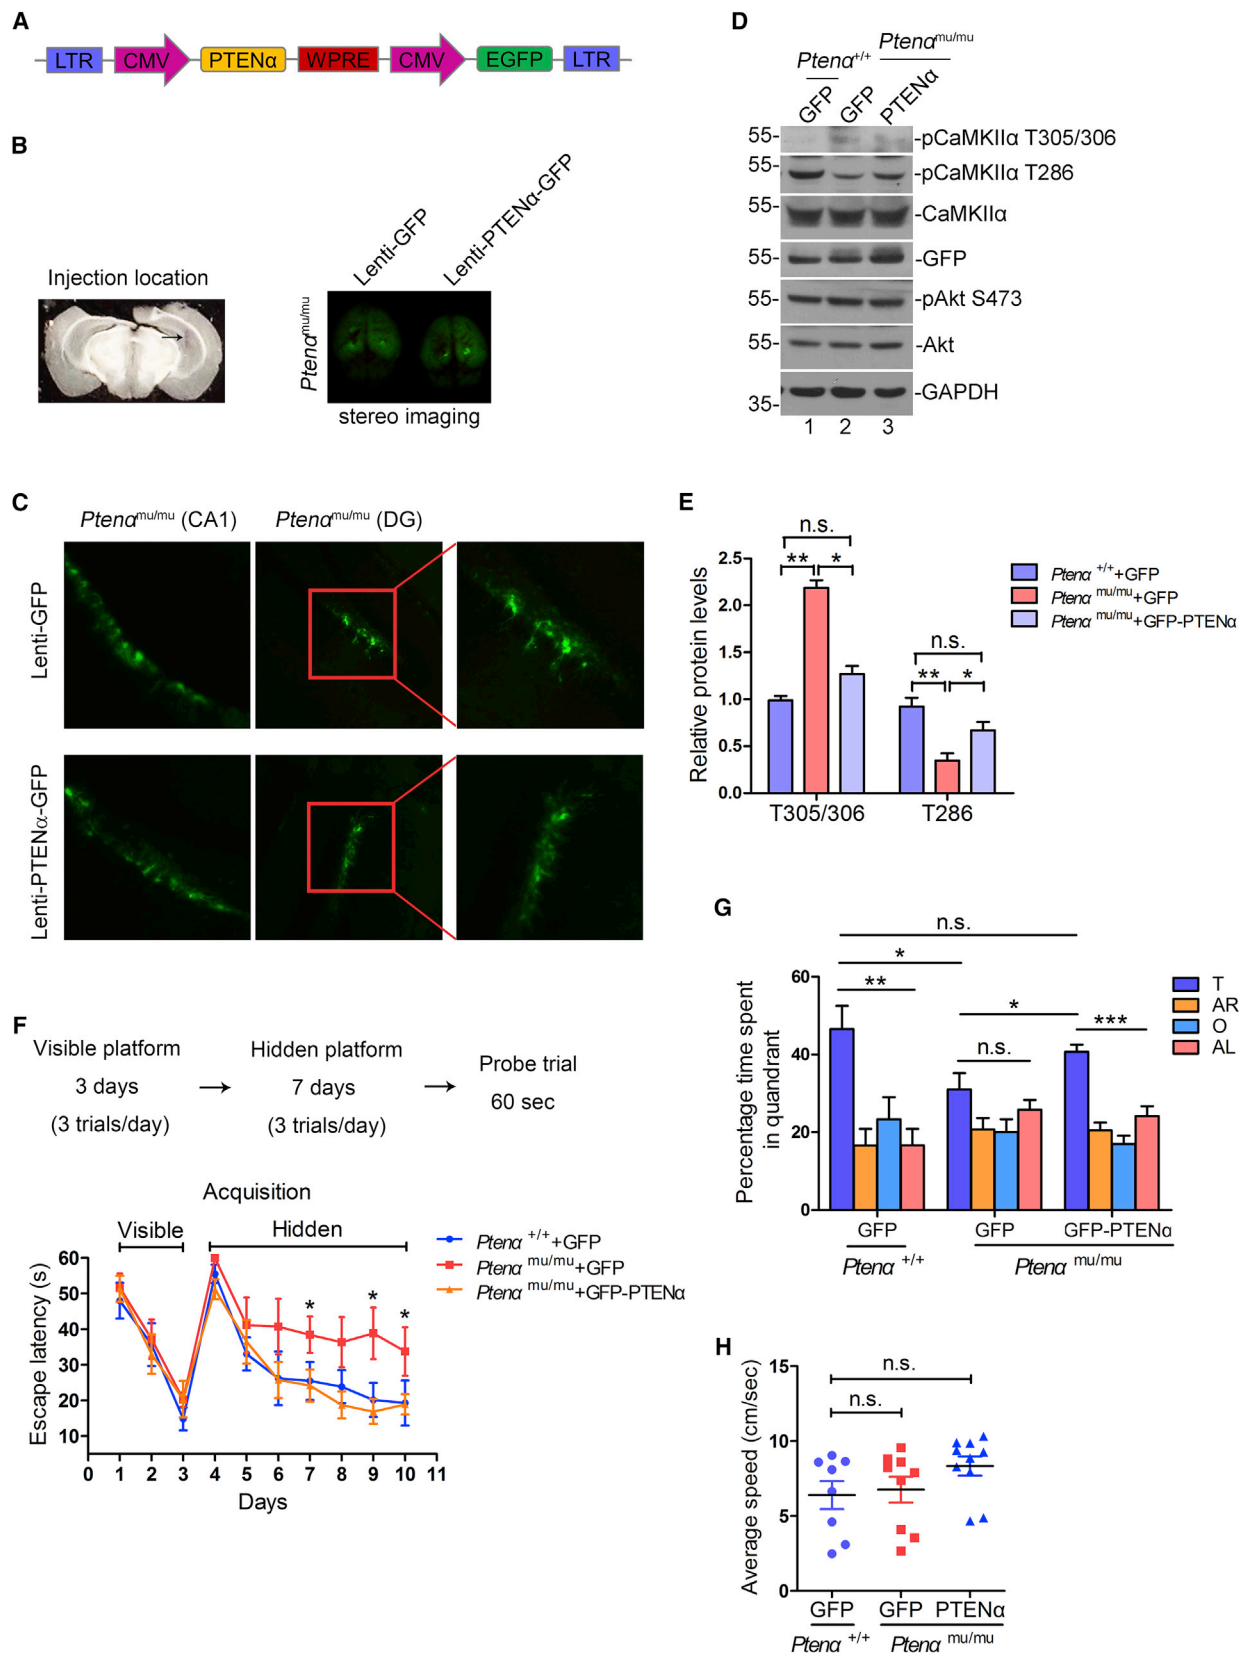 A
LTR CMV PTENα WPRE CMV EGFP LTR
B
Injection location
Lenti-GFP
Lenti-PTENα-GFP
Ptenα mu/mu
stereo imaging
C
Ptenα mu/mu (CA1)
Ptenα mu/mu (DG)
Lenti-GFP
Lenti-PTENα-GFP
D
Ptenα +/+
Ptenα mu/mu
GFP
GFP
PTENα
55- -pCaMKIIα T305/306
55- -pCaMKIIα T286
55- -CaMKIIα
55- -GFP
55- -pAkt S473
55- -Akt
35- -GAPDH
1 2 3
E
Relative protein levels
2.5
2.0
1.5
1.0
0.5
0.0
n.s.
** *
n.s.
** *
T305/306 T286
Ptenα +/+ +GFP
Ptenα mu/mu +GFP
Ptenα mu/mu +GFP-PTENα
F
Visible platform
3 days
(3 trials/day)
→
Hidden platform
7 days
(3 trials/day)
→
Probe trial
60 sec
Acquisition
Visible Hidden
Escape latency (s)
60
50
40
30
20
10
* * *
0 1 2 3 4 5 6 7 8 9 10 11
Days
Ptenα +/+ +GFP
Ptenα mu/mu +GFP
Ptenα mu/mu +GFP-PTENα
G
Percentage time spent
in quandrant
60
40
20
0
n.s.
*
**
*
n.s.
***
T
AR
O
AL
GFP GFP GFP-PTENα
Ptenα +/+ Ptenα mu/mu
H
Average speed (cm/sec)
15
10
5
0
n.s.
n.s.
GFP GFP PTENα
Ptenα +/+ Ptenα mu/mu